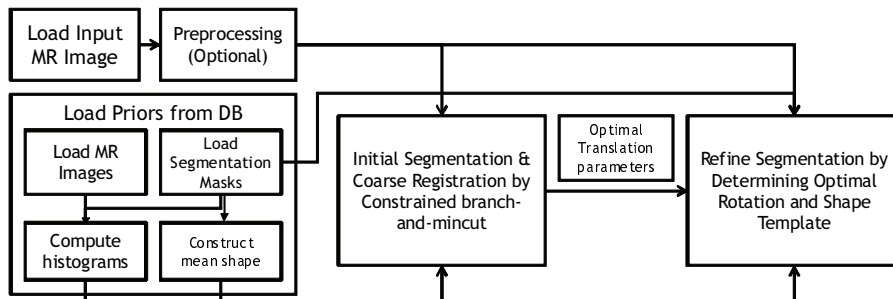 Load Input
MR Image
Preprocessing
(Optional)
Load Priors from DB
Load MR
Images
Load
Segmentation
Masks
Compute
histograms
Construct
mean shape
Initial Segmentation &
Coarse Registration by
Constrained branch-
and-mincut
Optimal
Translation
parameters
Refine Segmentation by
Determining Optimal
Rotation and Shape
Template